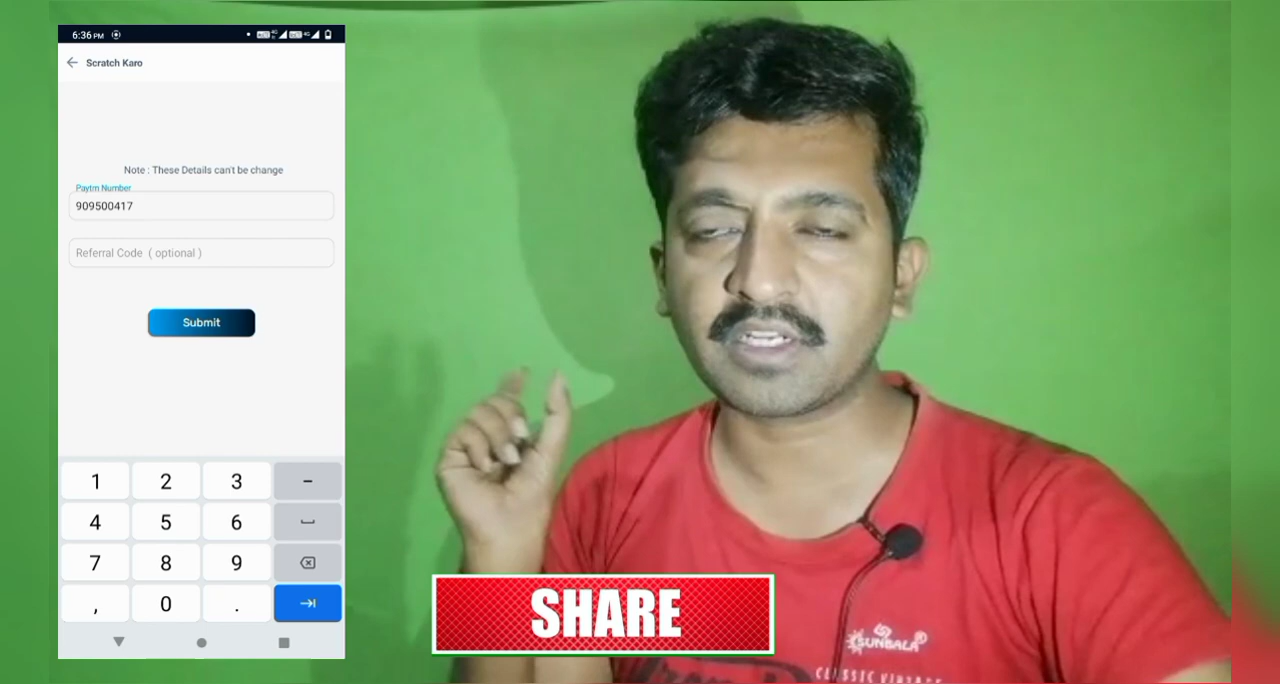 6:36 PM
Scratch Karo
Note : These Details can't be change
Paytm Number
909500417
Referral Code ( optional )
Submit
1 2 3 -
4 5 6
7 8 9
, 0 .
SHARE
SUNBALA
CLASSIC VINTAGE